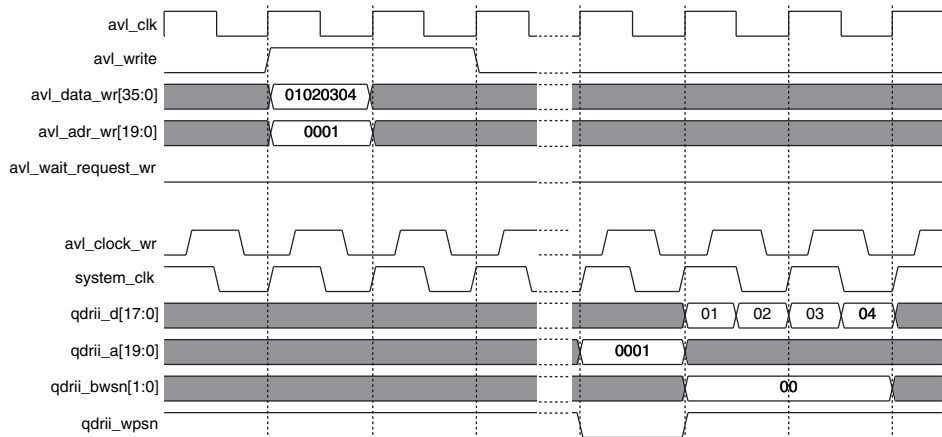 avl_clk
avl_write
avl_data_wr[35:0] 01020304
avl_adr_wr[19:0] 0001
avl_wait_request_wr
avl_clock_wr
system_clk
qdrii_d[17:0] 01 02 03 04
qdrii_a[19:0] 0001
qdrii_bwsn[1:0] 00
qdrii_wpsn